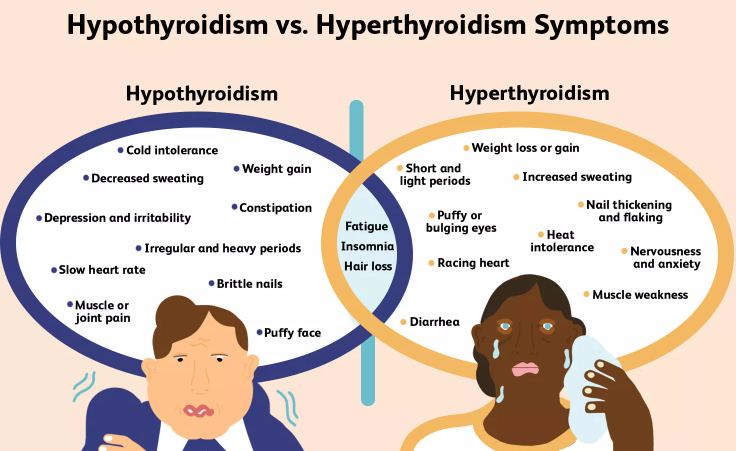 Hypothyroidism vs. Hyperthyroidism Symptoms
Hypothyroidism
Cold intolerance
Weight gain
Decreased sweating
Constipation
Depression and irritability
Irregular and heavy periods
Slow heart rate
Brittle nails
Muscle or
joint pain
Puffy face
Fatigue
Insomnia
Hair loss
Hyperthyroidism
Weight loss or gain
Short and
light periods
Increased sweating
Nail thickening
and flaking
Puffy or
bulging eyes
Heat
intolerance
Nervousness
and anxiety
Racing heart
Muscle weakness
Diarrhea